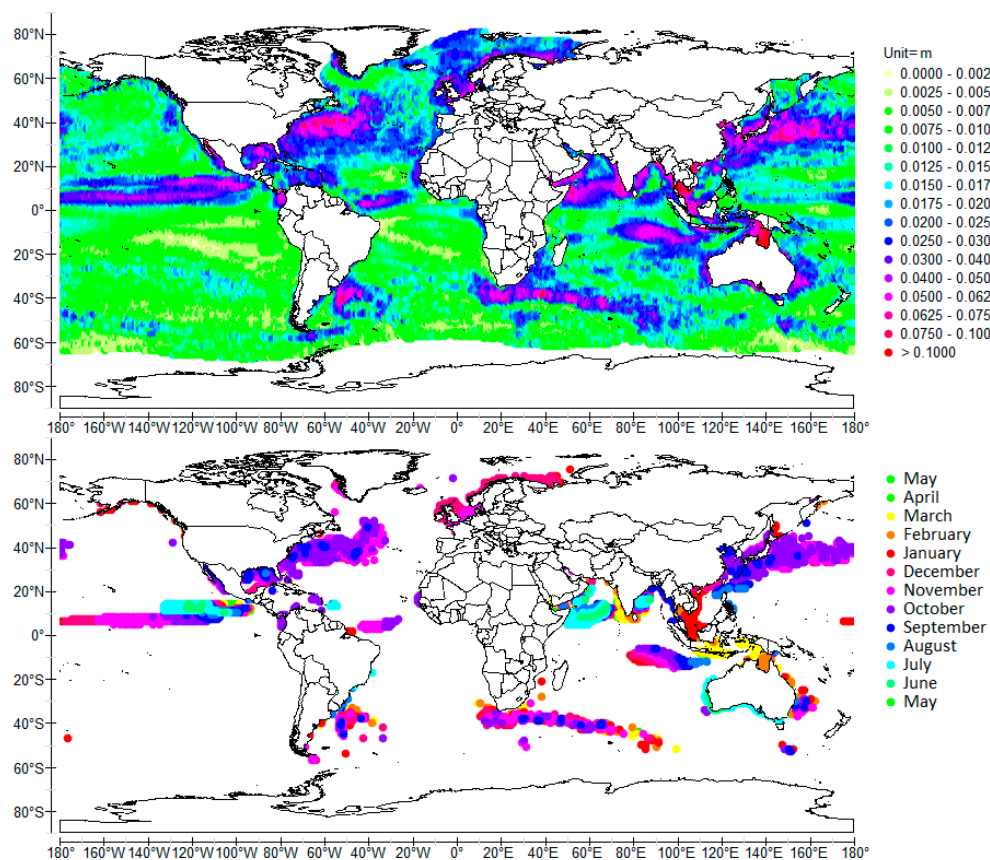 80°N
60°N
40°N
20°N
0°
20°S
40°S
60°S
80°S
180° 160°W 140°W 120°W 100°W 80°W 60°W 40°W 20°W 0° 20°E 40°E 60°E 80°E 100°E 120°E 140°E 160°E 180°
Unit= m
0.0000 - 0.002
0.0025 - 0.005
0.0050 - 0.007
0.0075 - 0.010
0.0100 - 0.012
0.0125 - 0.015
0.0150 - 0.017
0.0175 - 0.020
0.0200 - 0.025
0.0250 - 0.030
0.0300 - 0.040
0.0400 - 0.050
0.0500 - 0.062
0.0625 - 0.075
0.0750 - 0.100
> 0.1000
80°N
60°N
40°N
20°N
0°
20°S
40°S
60°S
80°S
180° 160°W 140°W 120°W 100°W 80°W 60°W 40°W 20°W 0° 20°E 40°E 60°E 80°E 100°E 120°E 140°E 160°E 180°
May
April
March
February
January
December
November
October
September
August
July
June
May